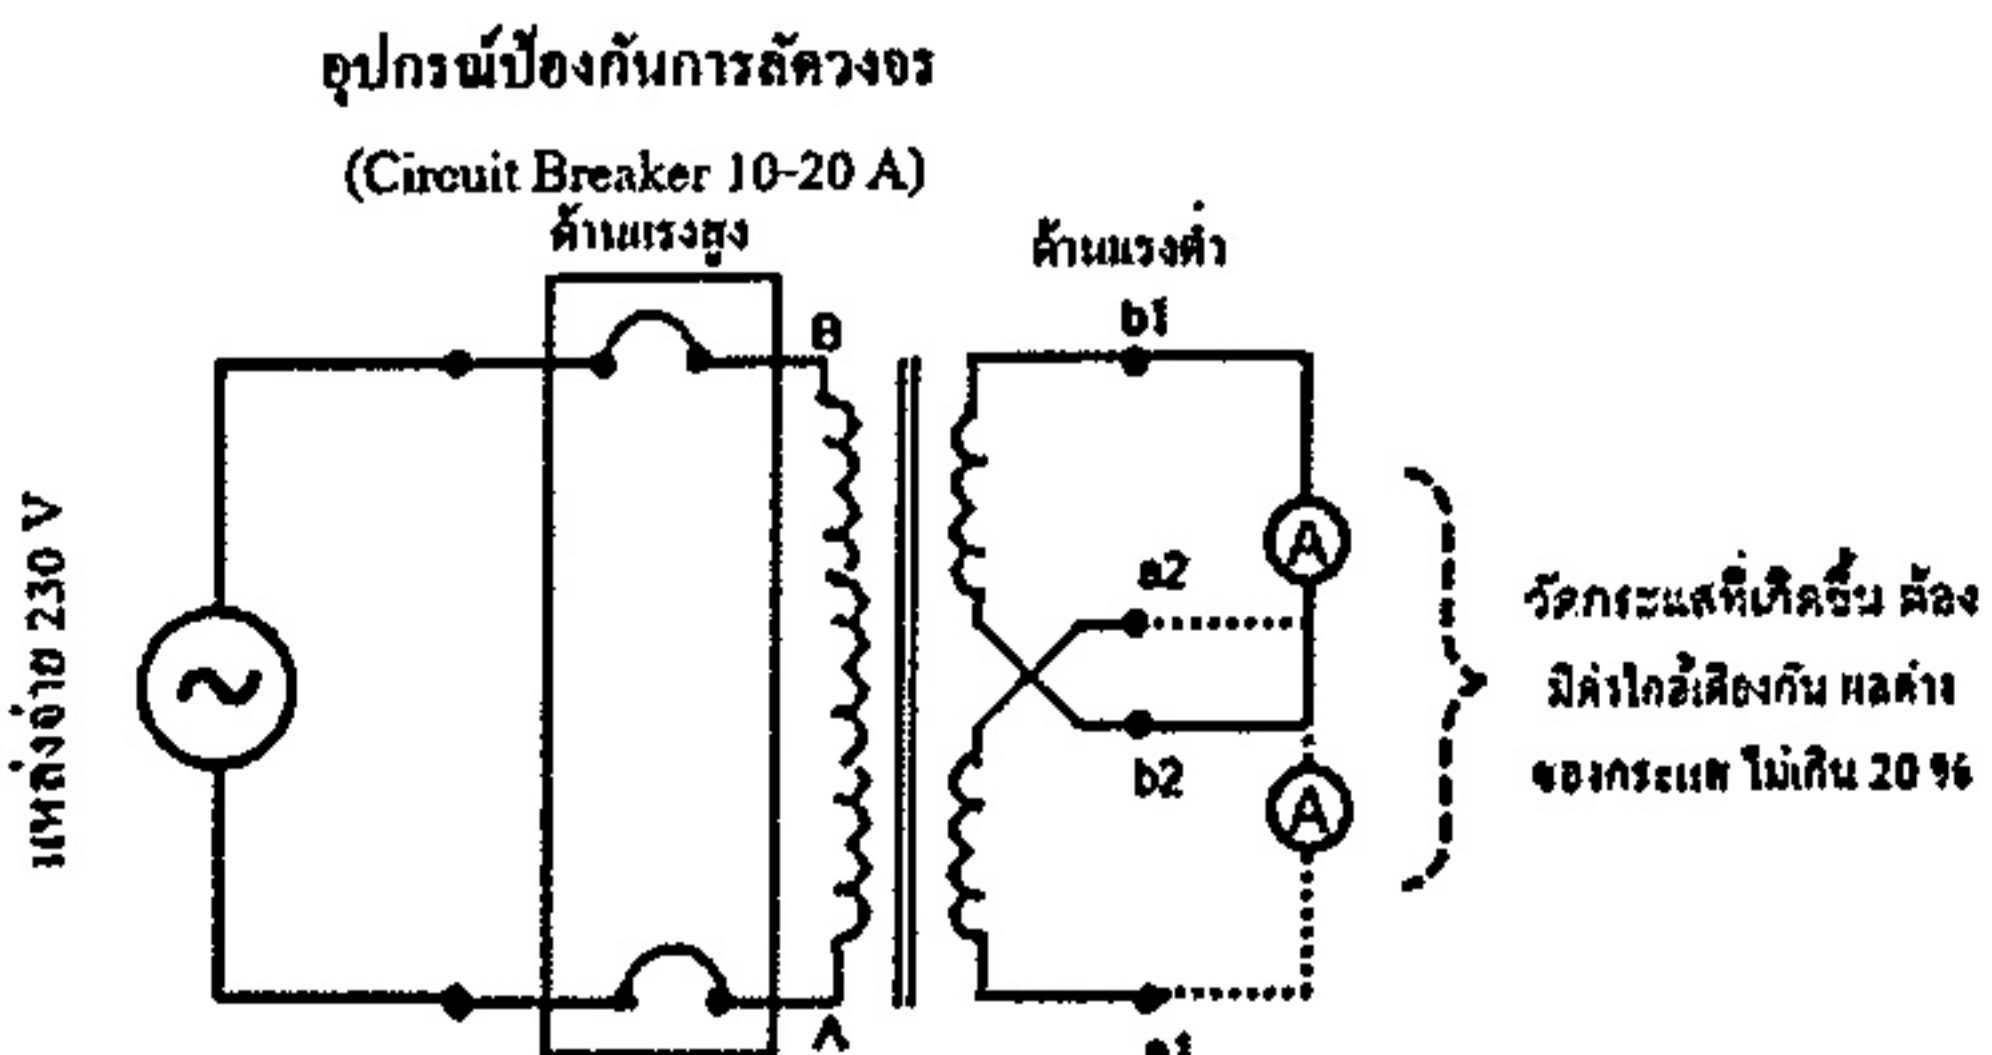 อุปกรณ์ป้องกันการลัดวงจร
(Circuit Breaker 10-20 A)
ด้านแรงสูง
ด้านแรงต่ำ
b1
B
แหล่งจ่าย 230 V
A
a2
วัดกระแสที่เกิดขึ้น ต้อง
มีค่าใกล้เคียงกัน ผลต่าง
ของกระแส ไม่เกิน 20 %
b2
A
A
a1